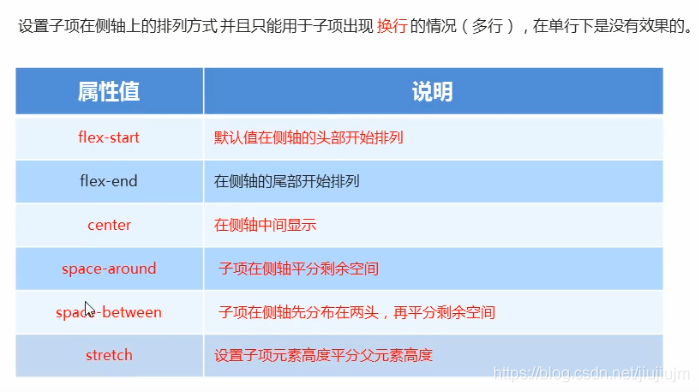 设置子项在侧轴上的排列方式 并且只能用于子项出现 换行 的情况（多行），在单行下是没有效果的。
属性值 说明
flex-start 默认值在侧轴的头部开始排列
flex-end 在侧轴的尾部开始排列
center 在侧轴中间显示
space-around 子项在侧轴平分剩余空间
space-between 子项在侧轴先分布在两头，再平分剩余空间
stretch 设置子项元素高度平分父元素高度
https://blog.csdn.net/jiujiujm